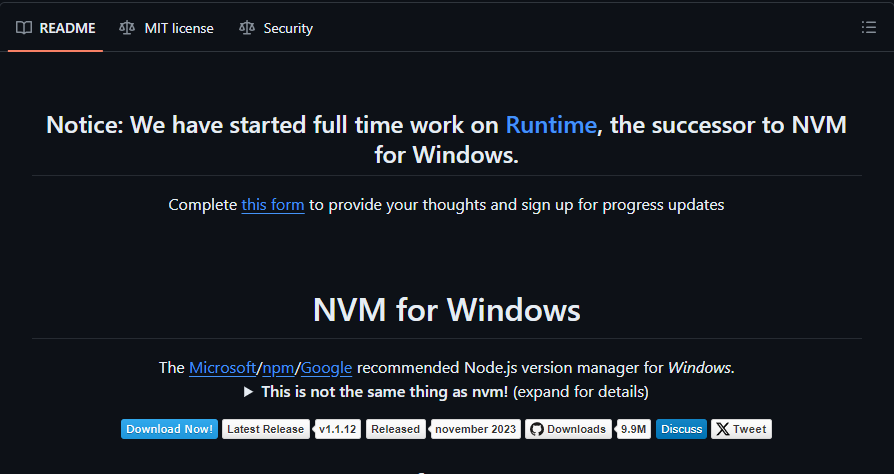 README MIT license Security
Notice: We have started full time work on Runtime, the successor to NVM
for Windows.
Complete this form to provide your thoughts and sign up for progress updates
NVM for Windows
The Microsoft/npm/Google recommended Node.js version manager for Windows.
▶ This is not the same thing as nvm! (expand for details)
Download Now! Latest Release v1.1.12 Released november 2023 Downloads 9.9M Discuss Tweet